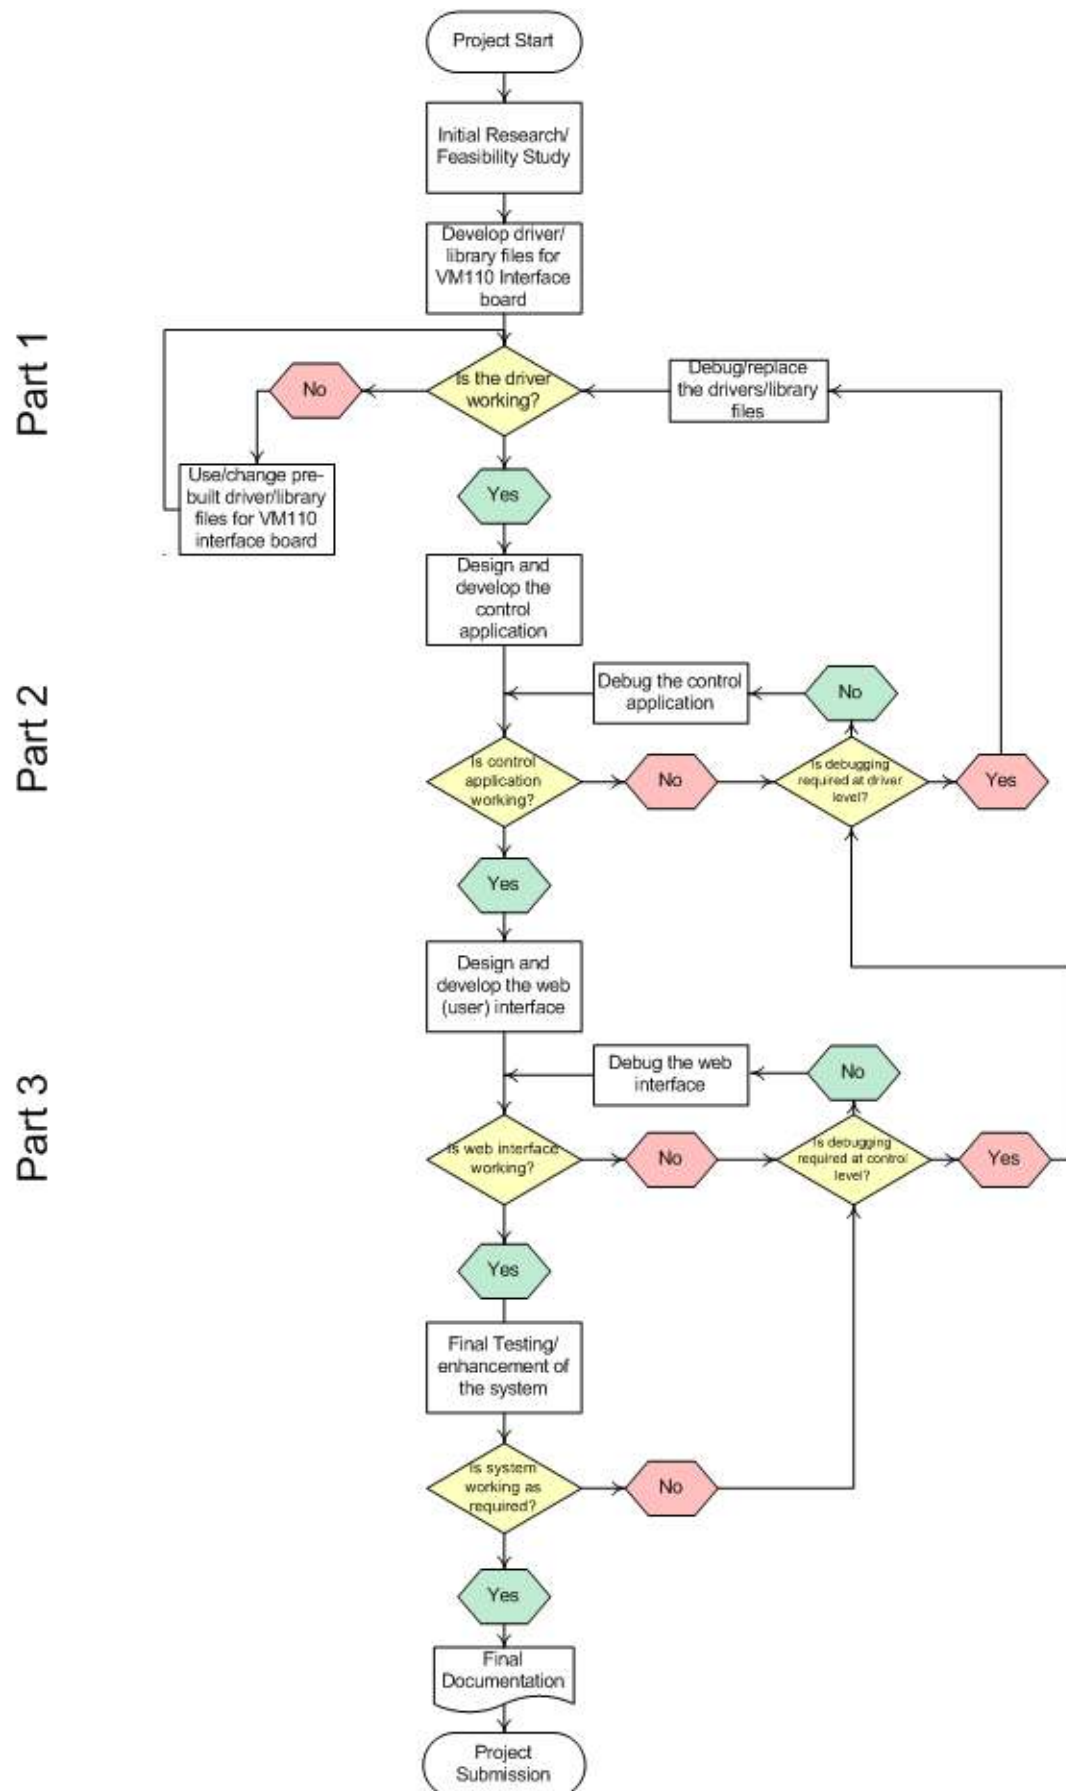 Project Start
Initial Research/
Feasibility Study
Develop driver/
library files for
VM110 Interface
board
Part 1
Is the driver
working?
No
Debug/replace
the drivers/library
files
Use/change pre-
built driver/library
files for VM110
interface board
Yes
Design and
develop the
control
application
Part 2
Debug the control
application
No
Is control
application
working?
No
Is debugging
required at driver
level?
Yes
Yes
Design and
develop the web
(user) interface
Part 3
Debug the web
interface
No
Is web interface
working?
No
Is debugging
required at control
level?
Yes
Yes
Final Testing/
enhancement of
the system
Is system
working as
required?
No
Yes
Final
Documentation
Project
Submission